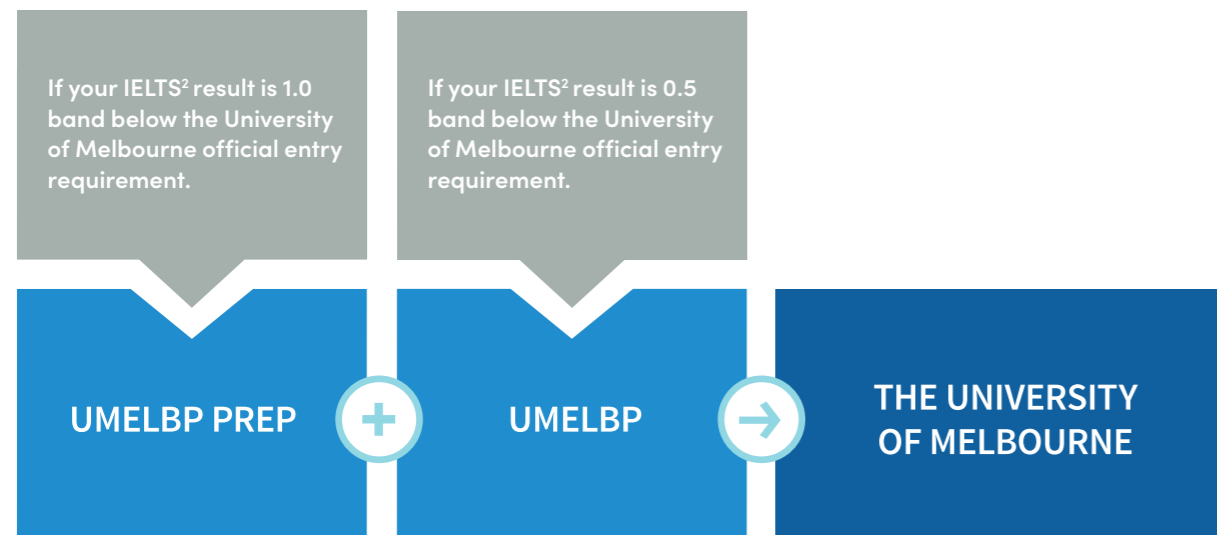 If your IELTS² result is 1.0
band below the University
of Melbourne official entry
requirement.
If your IELTS² result is 0.5
band below the University
of Melbourne official entry
requirement.
UMELBP PREP
+
UMELBP
→
THE UNIVERSITY
OF MELBOURNE